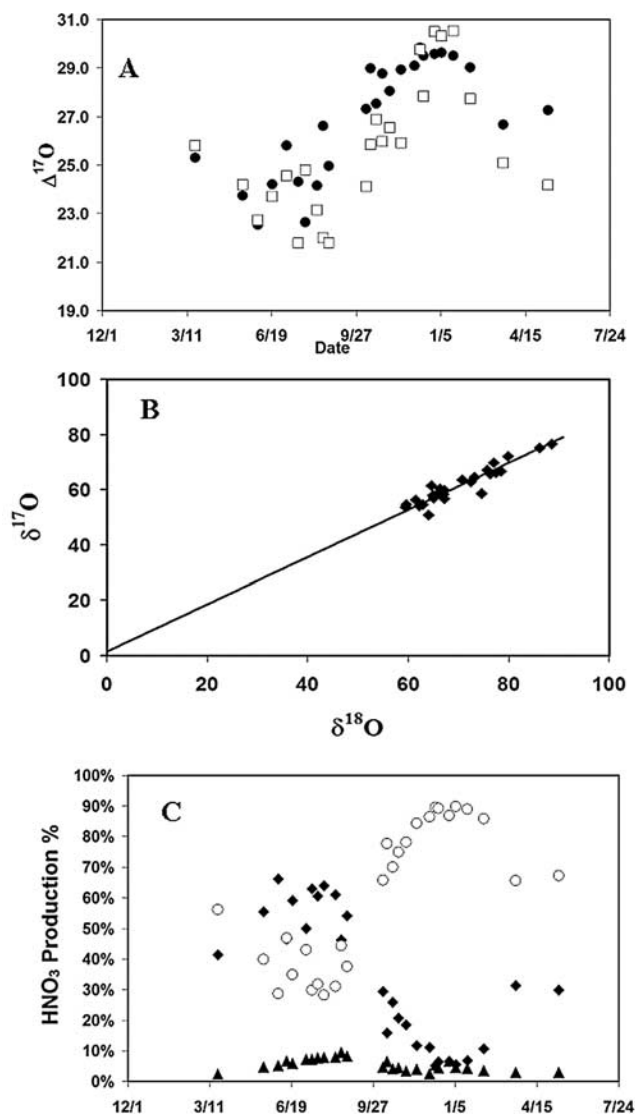 31.0
29.0
27.0
25.0
23.0
21.0
19.0
A
Δ¹⁷O
12/1 3/11 6/19 9/27 1/5 4/15 7/24
Date
100
80
60
40
20
0
B
δ¹⁷O
0 20 40 60 80 100
δ¹⁸O
100%
90%
80%
70%
60%
50%
40%
30%
20%
10%
0%
C
HNO₃ Production %
12/1 3/11 6/19 9/27 1/5 4/15 7/24